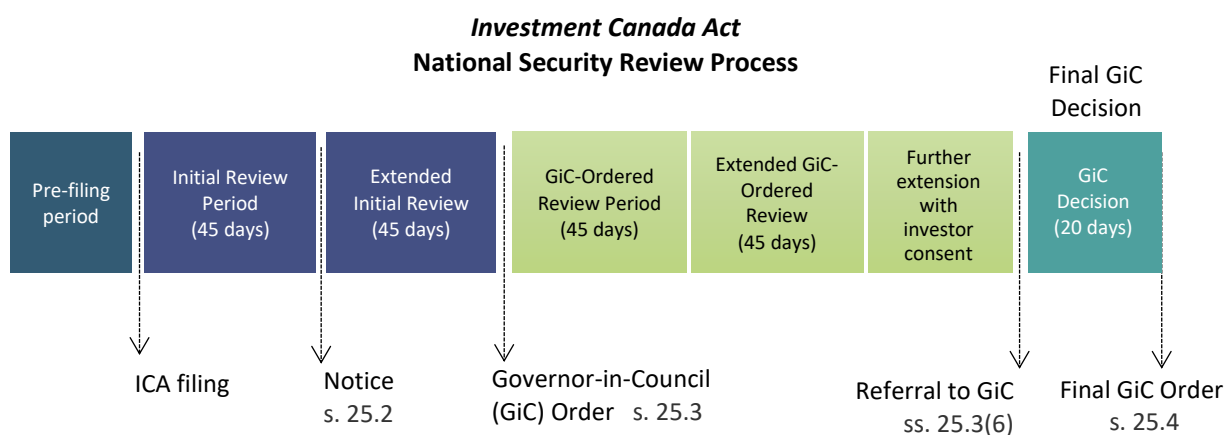 Investment Canada Act
National Security Review Process
Final GiC
Decision
Pre-filing
period
Initial Review
Period
(45 days)
Extended
Initial Review
(45 days)
GiC-Ordered
Review Period
(45 days)
Extended GiC-
Ordered
Review
(45 days)
Further
extension
with
investor
consent
GiC
Decision
(20 days)
ICA filing
Notice
s. 25.2
Governor-in-Council
(GiC) Order s. 25.3
Referral to GiC
ss. 25.3(6)
Final GiC Order
s. 25.4